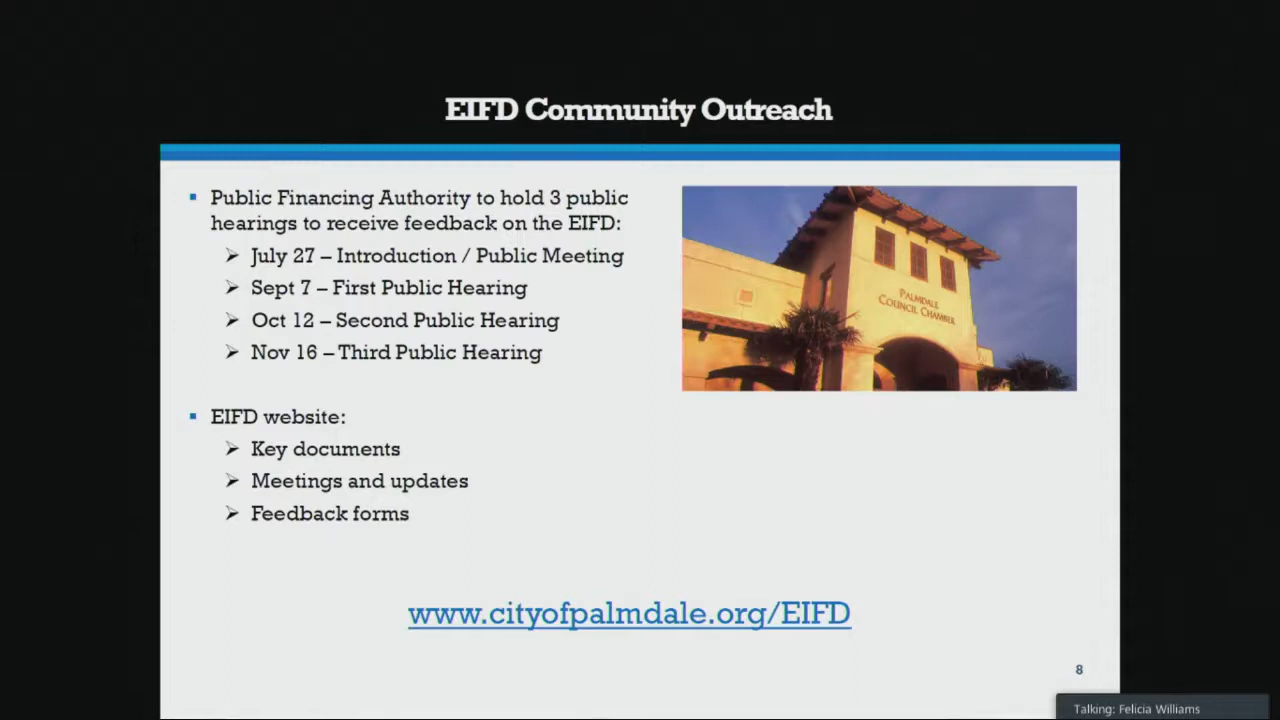 EIFD Community Outreach
Public Financing Authority to hold 3 public
hearings to receive feedback on the EIFD:
July 27 – Introduction / Public Meeting
Sept 7 – First Public Hearing
Oct 12 – Second Public Hearing
Nov 16 – Third Public Hearing
PALMDALE
COUNCIL CHAMBER
EIFD website:
Key documents
Meetings and updates
Feedback forms
www.cityofpalmdale.org/EIFD
8
Talking: Felicia Williams